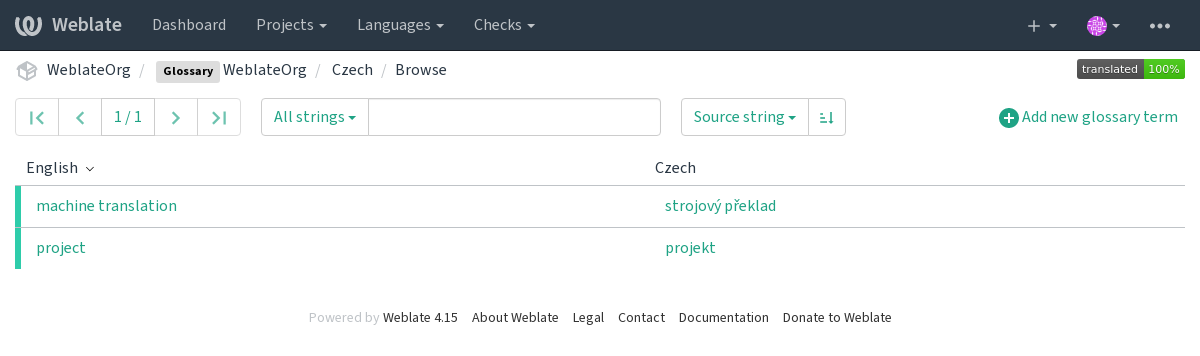 Weblate Dashboard Projects Languages Checks
WeblateOrg / Glossary WeblateOrg / Czech / Browse translated 100%
1 / 1 All strings Source string Add new glossary term
English Czech
machine translation strojový překlad
project projekt
Powered by Weblate 4.15 About Weblate Legal Contact Documentation Donate to Weblate